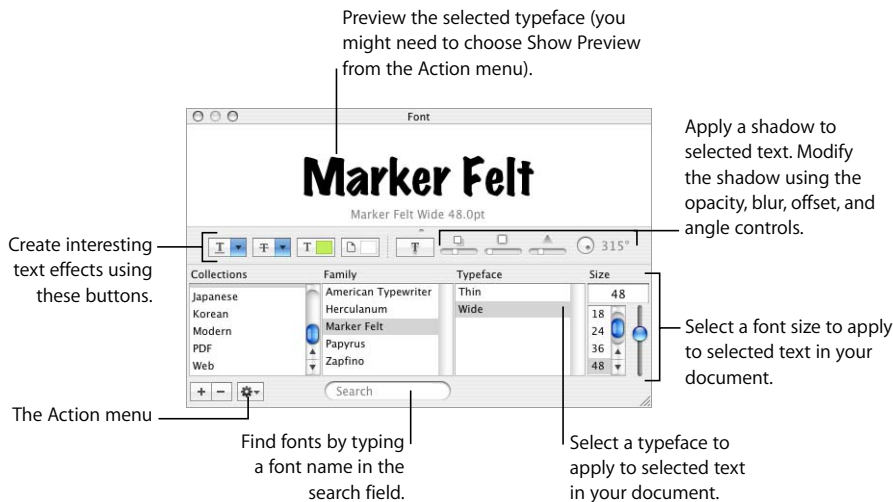 Preview the selected typeface (you
might need to choose Show Preview
from the Action menu).
Font
Marker Felt
Marker Felt Wide 48.0pt
Apply a shadow to
selected text. Modify
the shadow using the
opacity, blur, offset, and
angle controls.
Create interesting
text effects using
these buttons.
T T T T 315°
Collections Family Typeface Size
Japanese
Korean
Modern
PDF
Web
American Typewriter
Herculanum
Marker Felt
Papyrus
Zapfino
Thin
Wide
48
18
24
36
48
Select a font size to apply
to selected text in your
document.
+ − Search
The Action menu
Find fonts by typing
a font name in the
search field.
Select a typeface to
apply to selected text
in your document.